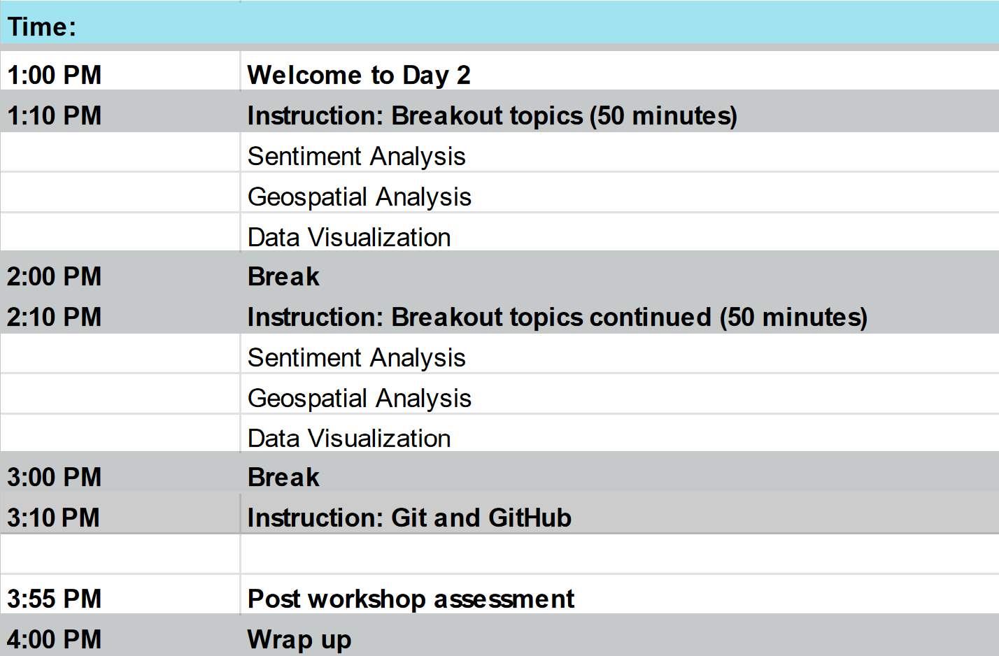 Time:
1:00 PM Welcome to Day 2
1:10 PM Instruction: Breakout topics (50 minutes)
Sentiment Analysis
Geospatial Analysis
Data Visualization
2:00 PM Break
2:10 PM Instruction: Breakout topics continued (50 minutes)
Sentiment Analysis
Geospatial Analysis
Data Visualization
3:00 PM Break
3:10 PM Instruction: Git and GitHub
3:55 PM Post workshop assessment
4:00 PM Wrap up